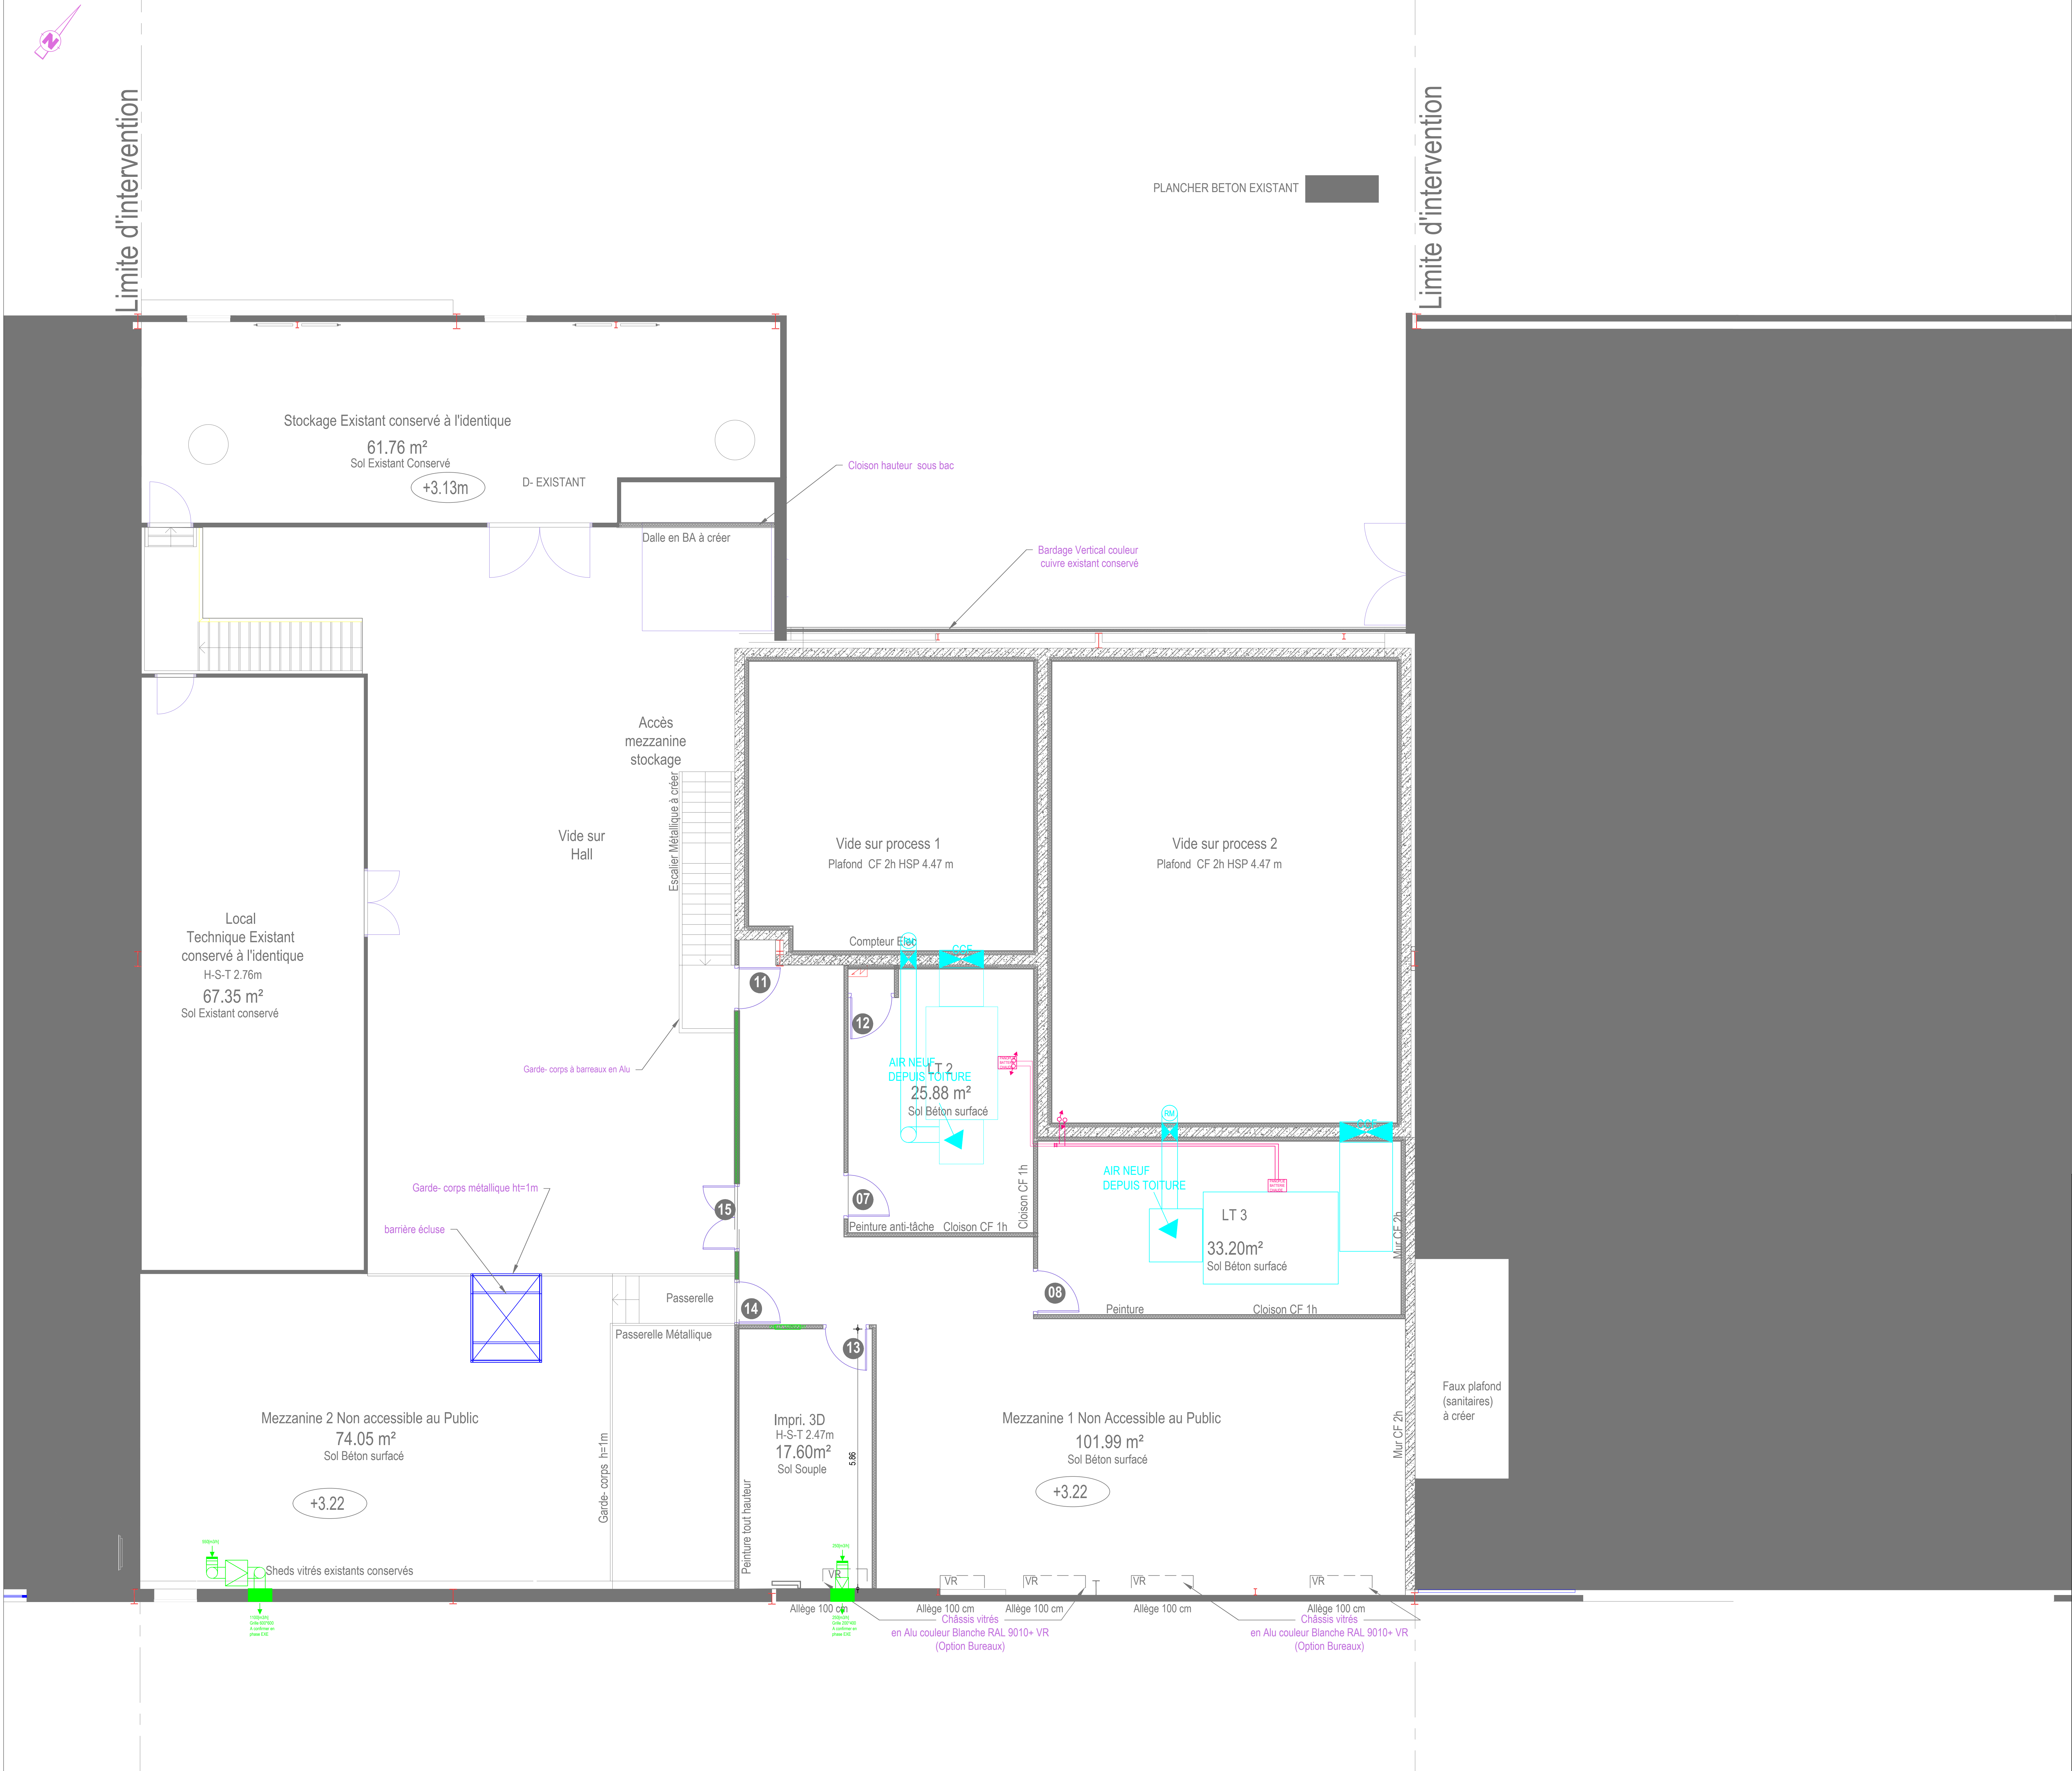 N
Limite d'intervention
Limite d'intervention
PLANCHER BETON EXISTANT
Stockage Existant conservé à l'identique
61.76 m²
Sol Existant Conservé
+3.13m
D- EXISTANT
Cloison hauteur  sous bac
Dalle en BA à créer
Bardage Vertical couleur
cuivre existant conservé
Accès
mezzanine
stockage
Escalier Métallique à créer
Vide sur
Hall
Vide sur process 1
Plafond  CF 2h HSP 4.47 m
Vide sur process 2
Plafond  CF 2h HSP 4.47 m
Local
Technique Existant
conservé à l'identique
H-S-T 2.76m
67.35 m²
Sol Existant conservé
Compteur Elec
CCF
11
12
AIR NEUF
DEPUIS TOITURE
LT 2
25.88 m²
Sol Béton surfacé
Garde- corps à barreaux en Alu
CCF
RM
AIR NEUF
DEPUIS TOITURE
Cloison CF 1h
Garde- corps métallique ht=1m
barrière écluse
15
07
Peinture anti-tâche
Cloison CF 1h
LT 3
33.20m²
Sol Béton surfacé
Mur CF 2h
08
Peinture
Cloison CF 1h
Passerelle
14
Passerelle Métallique
13
Mezzanine 2 Non accessible au Public
74.05 m²
Sol Béton surfacé
+3.22
Garde- corps  h=1m
Impri. 3D
H-S-T 2.47m
17.60m²
Sol Souple
5.86
Peinture tout hauteur
Mezzanine 1 Non Accessible au Public
101.99 m²
Sol Béton surfacé
+3.22
Mur CF 2h
Faux plafond
(sanitaires)
à créer
Sheds vitrés existants conservés
VR
VR
VR
VR
VR
Allège 100 cm
Allège 100 cm
Allège 100 cm
Allège 100 cm
Allège 100 cm
Châssis vitrés
en Alu couleur Blanche RAL 9010+ VR
(Option Bureaux)
Châssis vitrés
en Alu couleur Blanche RAL 9010+ VR
(Option Bureaux)